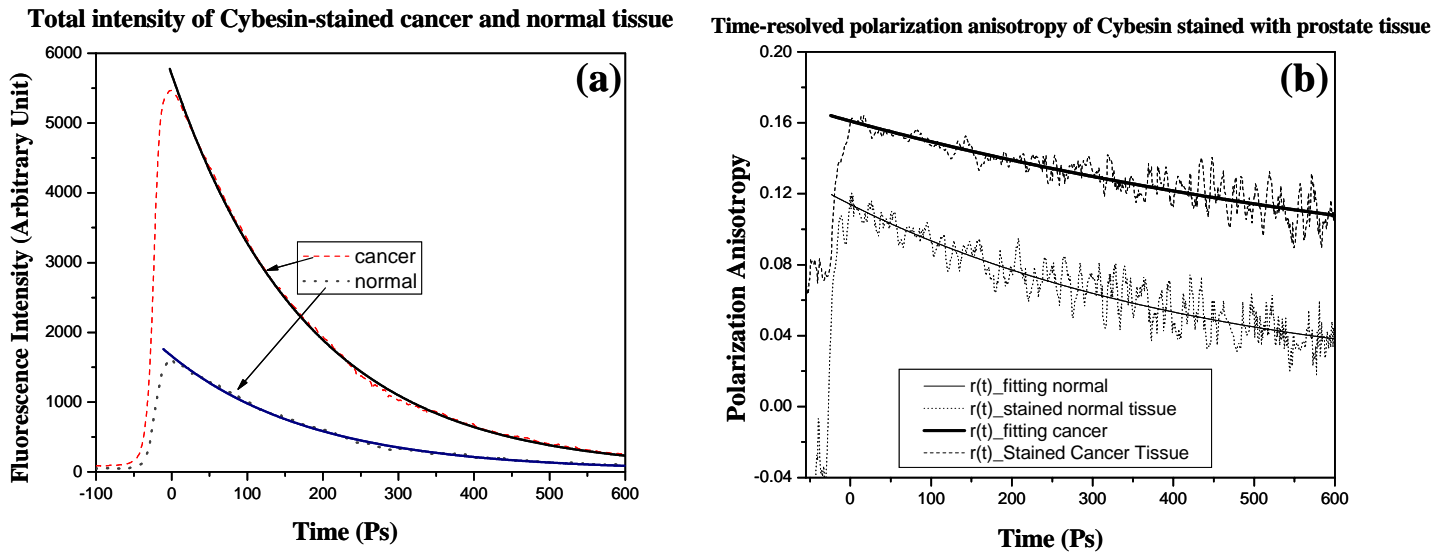 Total intensity of Cybesin-stained cancer and normal tissue
(a)
Fluorescence Intensity (Arbitrary Unit)
6000
5000
4000
3000
2000
1000
0
cancer
normal
-100 0 100 200 300 400 500 600
Time (Ps)
Time-resolved polarization anisotropy of Cybesin stained with prostate tissue
(b)
Polarization Anisotropy
0.20
0.16
0.12
0.08
0.04
0.00
-0.04
r(t)_fitting normal
r(t)_stained normal tissue
r(t)_fitting cancer
r(t)_Stained Cancer Tissue
0 100 200 300 400 500 600
Time (Ps)